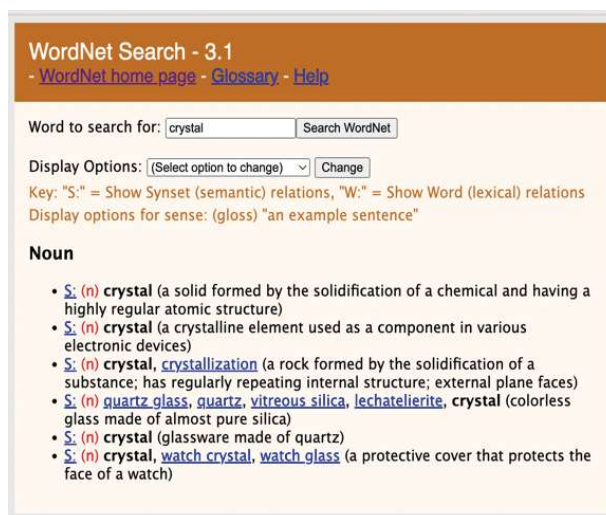 WordNet Search - 3.1
- WordNet home page - Glossary - Help
Word to search for: crystal Search WordNet
Display Options: (Select option to change) Change
Key: "S:" = Show Synset (semantic) relations, "W:" = Show Word (lexical) relations
Display options for sense: (gloss) "an example sentence"
Noun
• S: (n) crystal (a solid formed by the solidification of a chemical and having a
highly regular atomic structure)
• S: (n) crystal (a crystalline element used as a component in various
electronic devices)
• S: (n) crystal, crystallization (a rock formed by the solidification of a
substance; has regularly repeating internal structure; external plane faces)
• S: (n) quartz glass, quartz, vitreous silica, lechatelierite, crystal (colorless
glass made of almost pure silica)
• S: (n) crystal (glassware made of quartz)
• S: (n) crystal, watch crystal, watch glass (a protective cover that protects the
face of a watch)